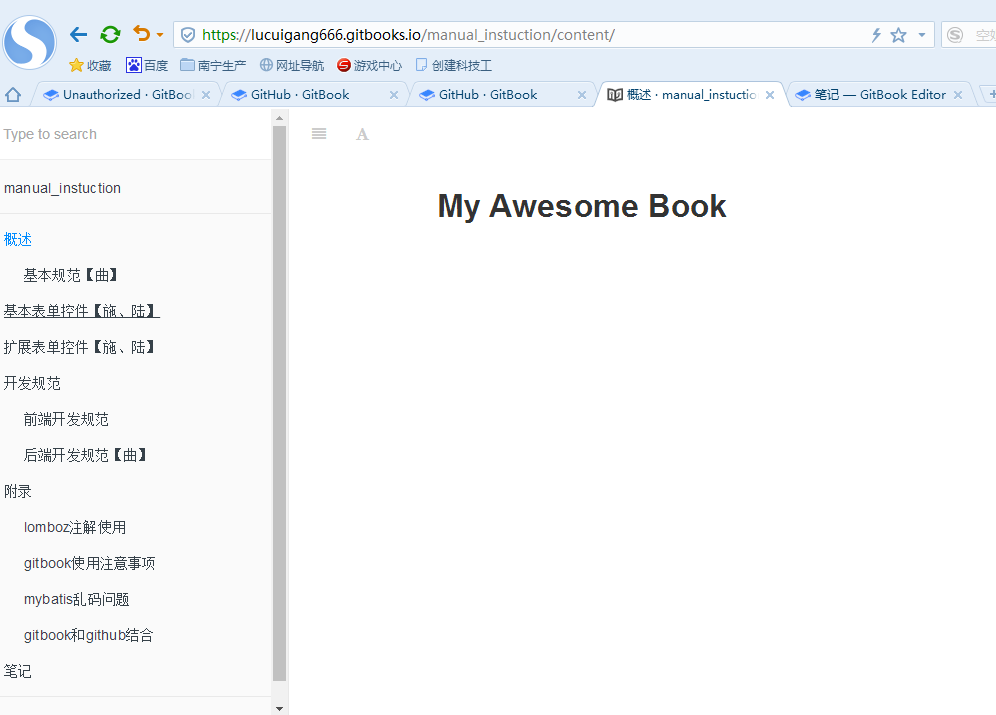 https://lucuigang666.gitbooks.io/manual_instuction/content/
收藏 百度 南宁生产 网址导航 游戏中心 创建科技工
Unauthorized · GitBoo GitHub · GitBook GitHub · GitBook 概述 · manual_instuctio 笔记 — GitBook Editor
Type to search
manual_instuction
My Awesome Book
概述
基本规范【曲】
基本表单控件【施、陆】
扩展表单控件【施、陆】
开发规范
前端开发规范
后端开发规范【曲】
附录
lomboz注解使用
gitbook使用注意事项
mybatis乱码问题
gitbook和github结合
笔记